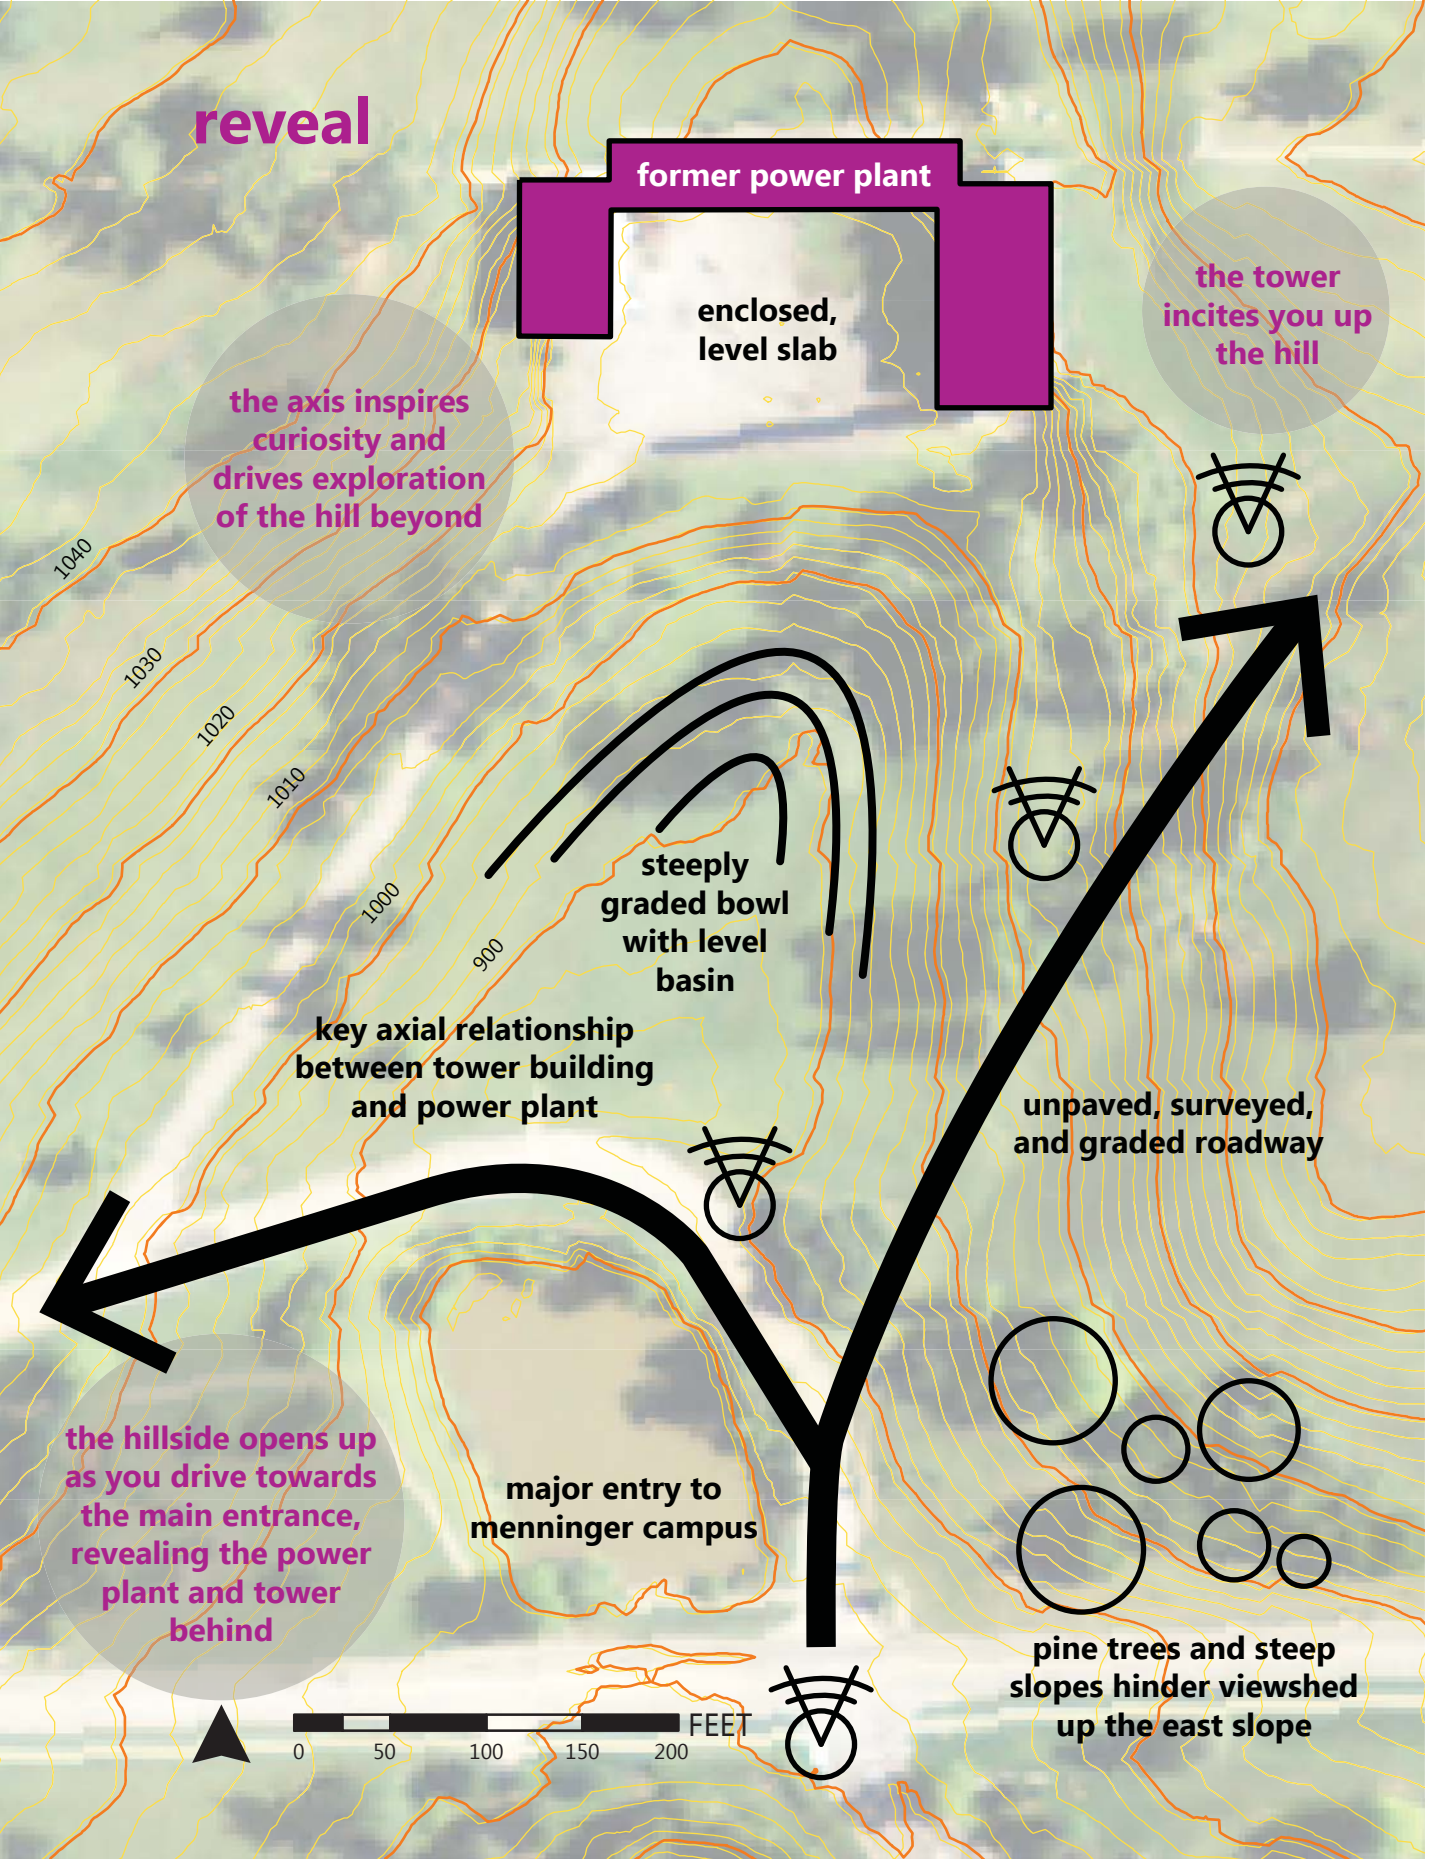 reveal
former power plant
enclosed,
level slab
the tower
incites you up
the hill
the axis inspires
curiosity and
drives exploration
of the hill beyond
1040
1030
1020
1010
1000
900
steeply
graded bowl
with level
basin
key axial relationship
between tower building
and power plant
unpaved, surveyed,
and graded roadway
the hillside opens up
as you drive towards
the main entrance,
revealing the power
plant and tower
behind
major entry to
menninger campus
pine trees and steep
slopes hinder viewshed
up the east slope
FEET
0 50 100 150 200